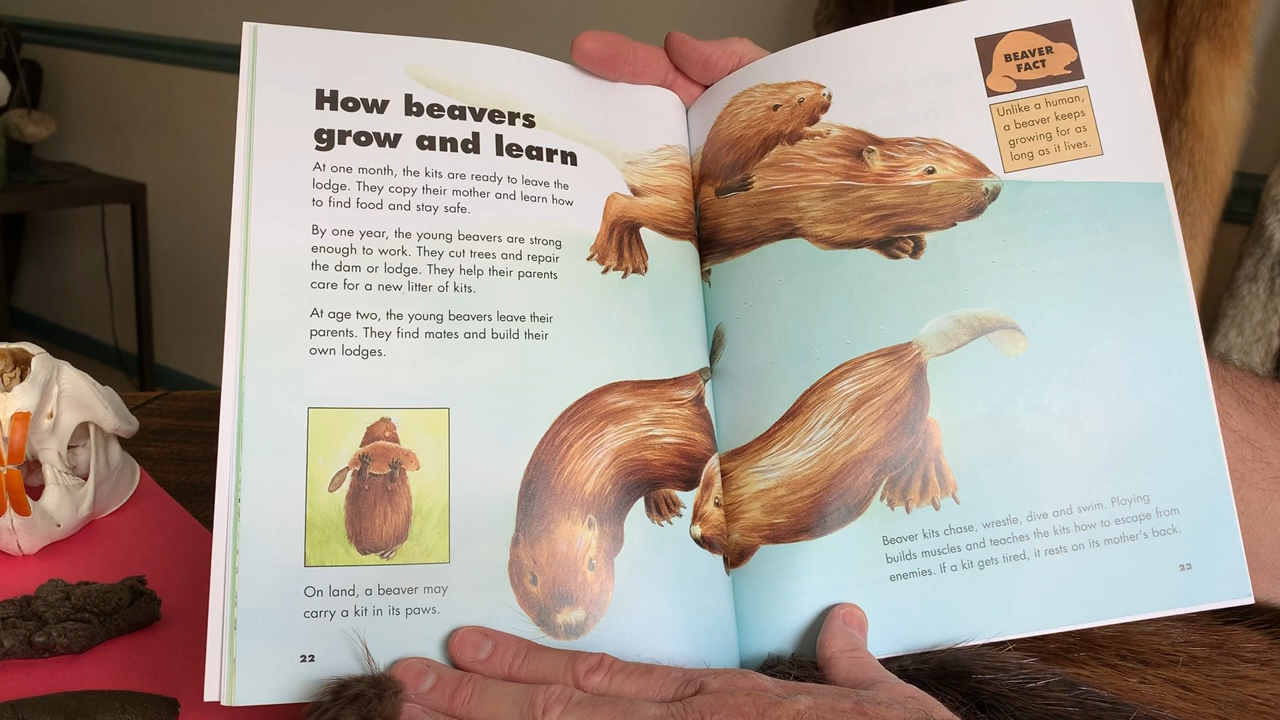 How beavers
grow and learn
At one month, the kits are ready to leave the
lodge. They copy their mother and learn how
to find food and stay safe.
By one year, the young beavers are strong
enough to work. They cut trees and repair
the dam or lodge. They help their parents
care for a new litter of kits.
At age two, the young beavers leave their
parents. They find mates and build their
own lodges.
On land, a beaver may
carry a kit in its paws.
22
BEAVER
FACT
Unlike a human,
a beaver keeps
growing for as
long as it lives.
Beaver kits chase, wrestle, dive and swim. Playing
builds muscles and teaches the kits how to escape from
enemies. If a kit gets tired, it rests on its mother's back.
23